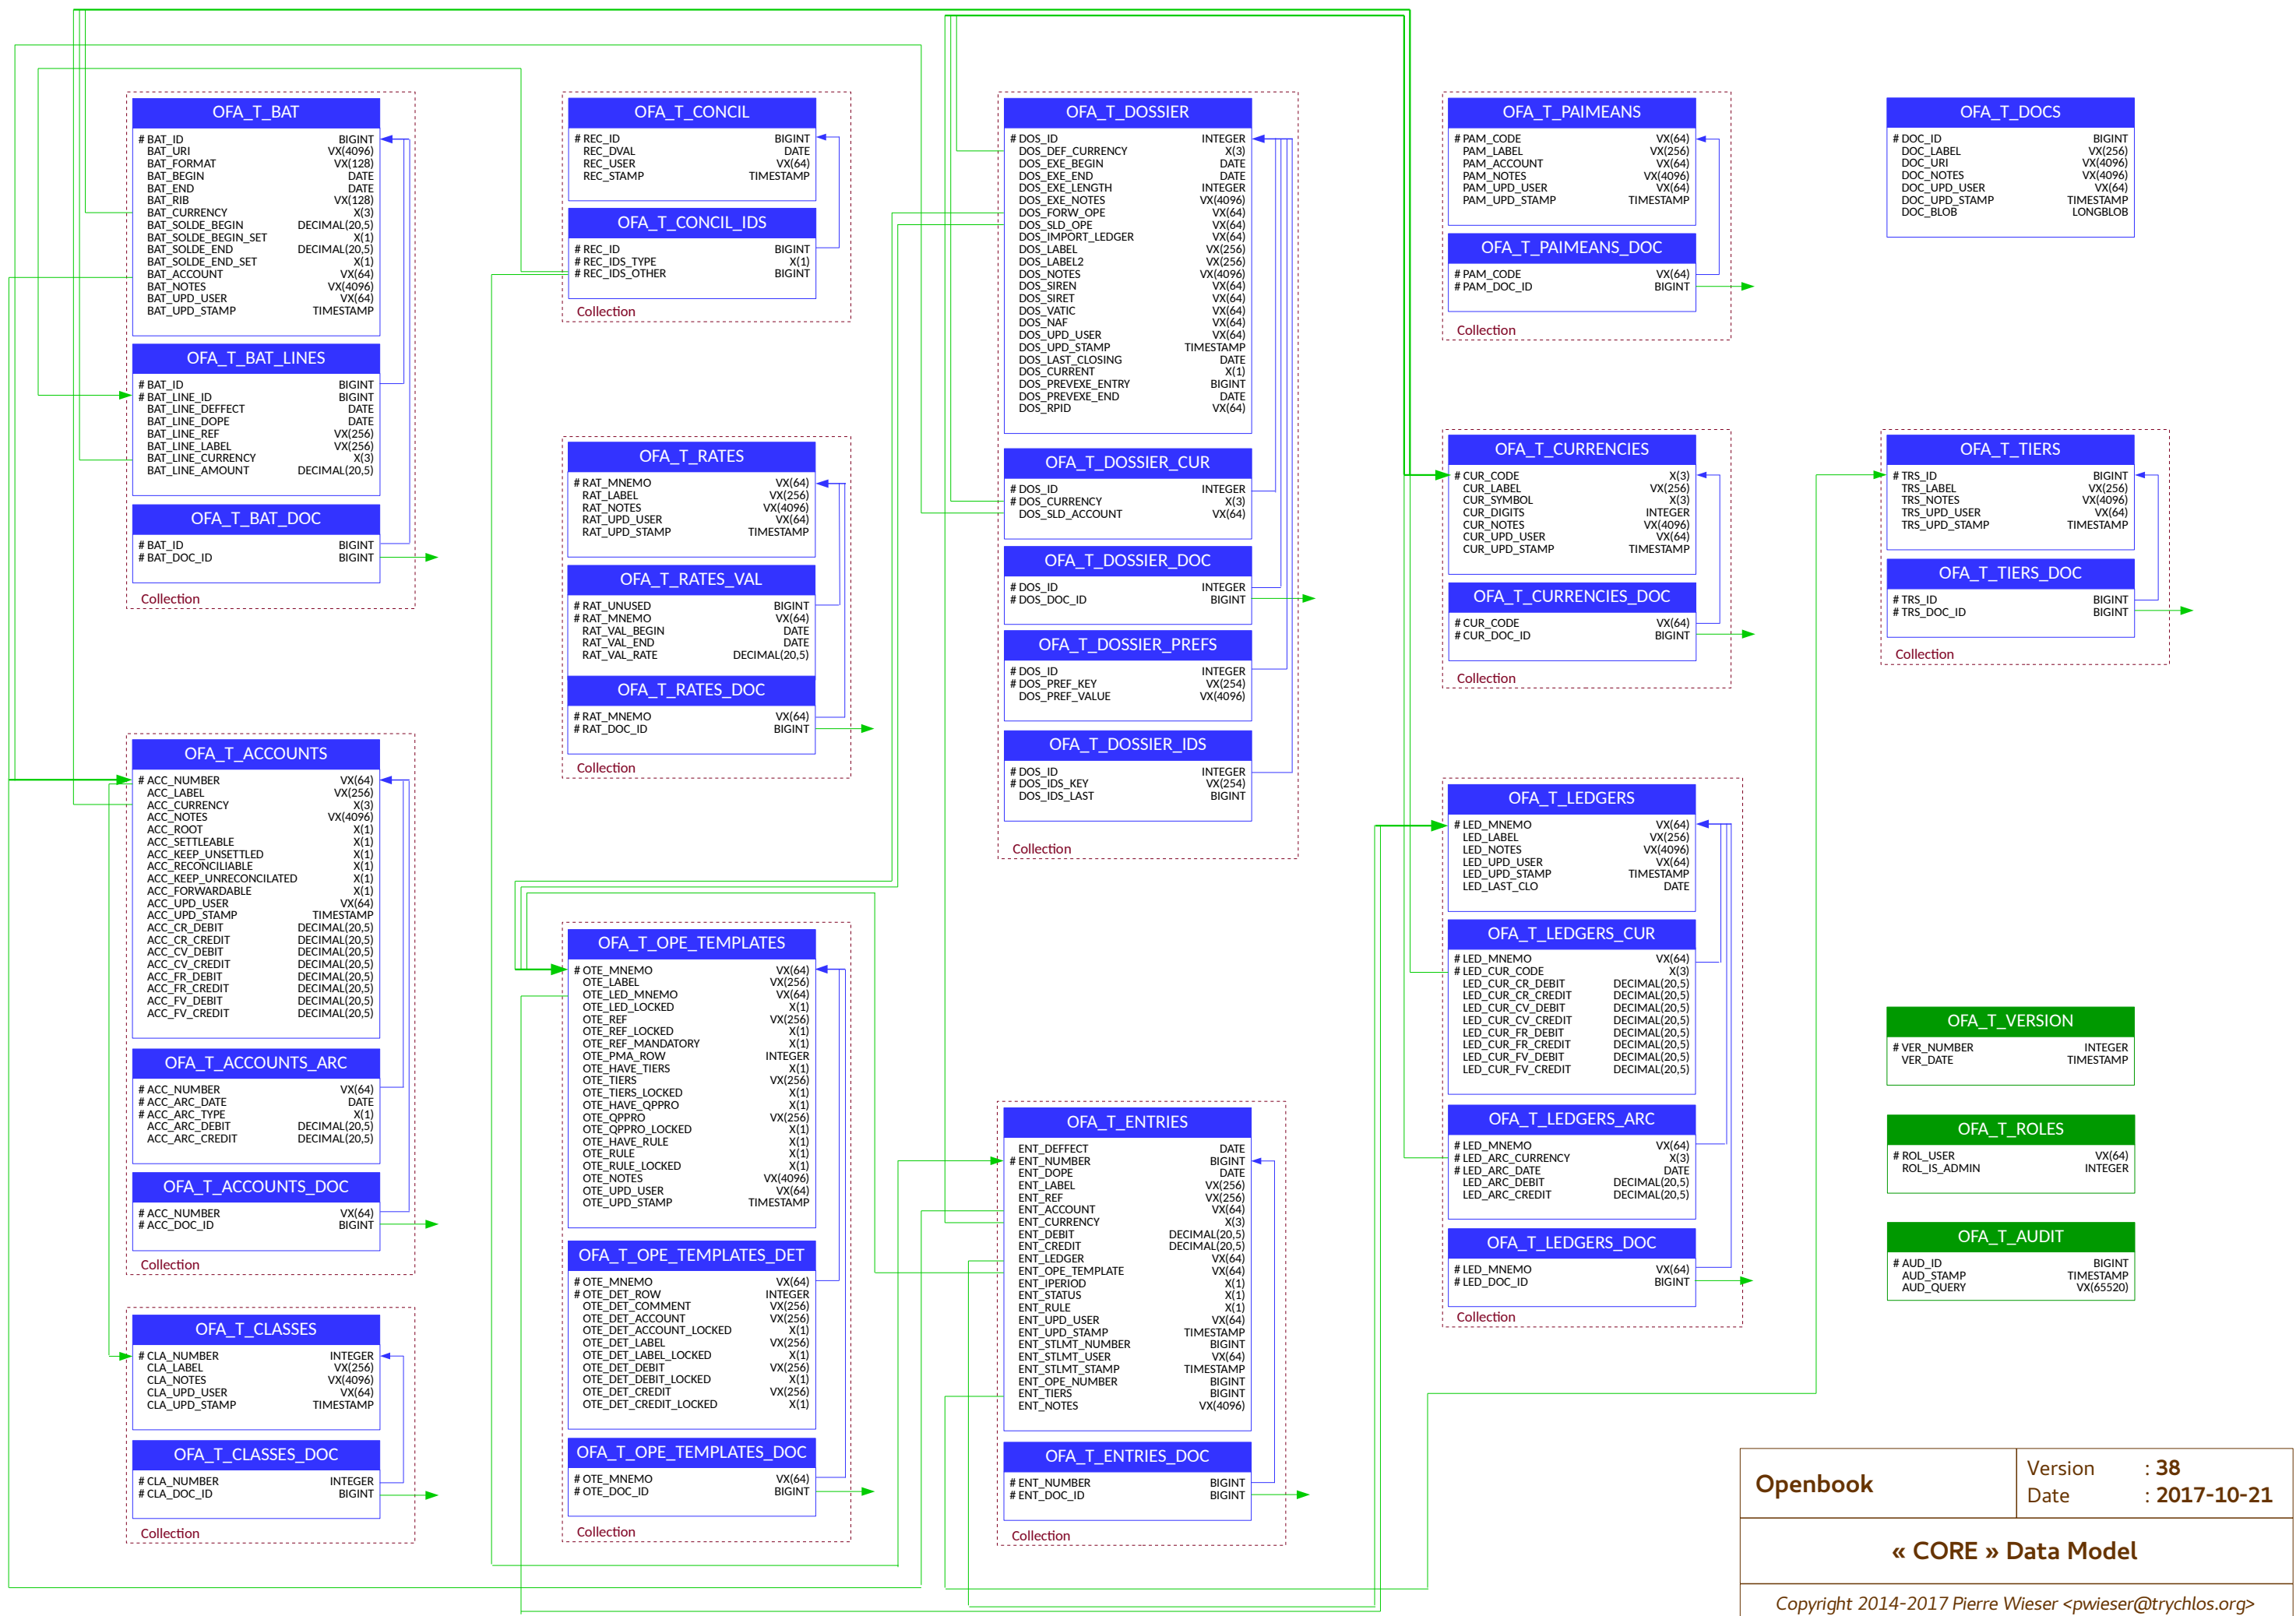 OFA_T_BAT
# BAT_ID BIGINT
BAT_URI VX(4096)
BAT_FORMAT VX(128)
BAT_BEGIN DATE
BAT_END DATE
BAT_RIB VX(128)
BAT_CURRENCY X(3)
BAT_SOLDE_BEGIN DECIMAL(20,5)
BAT_SOLDE_BEGIN_SET X(1)
BAT_SOLDE_END DECIMAL(20,5)
BAT_SOLDE_END_SET X(1)
BAT_ACCOUNT VX(64)
BAT_NOTES VX(4096)
BAT_UPD_USER VX(64)
BAT_UPD_STAMP TIMESTAMP
OFA_T_BAT_LINES
# BAT_ID BIGINT
# BAT_LINE_ID BIGINT
BAT_LINE_DEFFECT DATE
BAT_LINE_DOPE DATE
BAT_LINE_REF VX(256)
BAT_LINE_LABEL VX(256)
BAT_LINE_CURRENCY X(3)
BAT_LINE_AMOUNT DECIMAL(20,5)
OFA_T_BAT_DOC
# BAT_ID BIGINT
# BAT_DOC_ID BIGINT
Collection
OFA_T_ACCOUNTS
# ACC_NUMBER VX(64)
ACC_LABEL VX(256)
ACC_CURRENCY X(3)
ACC_NOTES VX(4096)
ACC_ROOT X(1)
ACC_SETTLEABLE X(1)
ACC_KEEP_UNSETTLED X(1)
ACC_RECONCILIABLE X(1)
ACC_KEEP_UNRECONCILATED X(1)
ACC_FORWARDABLE X(1)
ACC_UPD_USER VX(64)
ACC_UPD_STAMP TIMESTAMP
ACC_CR_DEBIT DECIMAL(20,5)
ACC_CR_CREDIT DECIMAL(20,5)
ACC_CV_DEBIT DECIMAL(20,5)
ACC_CV_CREDIT DECIMAL(20,5)
ACC_FR_DEBIT DECIMAL(20,5)
ACC_FR_CREDIT DECIMAL(20,5)
ACC_FV_DEBIT DECIMAL(20,5)
ACC_FV_CREDIT DECIMAL(20,5)
OFA_T_ACCOUNTS_ARC
# ACC_NUMBER VX(64)
# ACC_ARC_DATE DATE
# ACC_ARC_TYPE X(1)
ACC_ARC_DEBIT DECIMAL(20,5)
ACC_ARC_CREDIT DECIMAL(20,5)
OFA_T_ACCOUNTS_DOC
# ACC_NUMBER VX(64)
# ACC_DOC_ID BIGINT
Collection
OFA_T_CLASSES
# CLA_NUMBER INTEGER
CLA_LABEL VX(256)
CLA_NOTES VX(4096)
CLA_UPD_USER VX(64)
CLA_UPD_STAMP TIMESTAMP
OFA_T_CLASSES_DOC
# CLA_NUMBER INTEGER
# CLA_DOC_ID BIGINT
Collection
OFA_T_CONCIL
# REC_ID BIGINT
REC_DVAL DATE
REC_USER VX(64)
REC_STAMP TIMESTAMP
OFA_T_CONCIL_IDS
# REC_ID BIGINT
# REC_IDS_TYPE X(1)
# REC_IDS_OTHER BIGINT
Collection
OFA_T_RATES
# RAT_MNEMO VX(64)
RAT_LABEL VX(256)
RAT_NOTES VX(4096)
RAT_UPD_USER VX(64)
RAT_UPD_STAMP TIMESTAMP
OFA_T_RATES_VAL
# RAT_UNUSED BIGINT
# RAT_MNEMO VX(64)
RAT_VAL_BEGIN DATE
RAT_VAL_END DATE
RAT_VAL_RATE DECIMAL(20,5)
OFA_T_RATES_DOC
# RAT_MNEMO VX(64)
# RAT_DOC_ID BIGINT
Collection
OFA_T_OPE_TEMPLATES
# OTE_MNEMO VX(64)
OTE_LABEL VX(256)
OTE_LED_MNEMO VX(64)
OTE_LED_LOCKED X(1)
OTE_REF VX(256)
OTE_REF_LOCKED X(1)
OTE_REF_MANDATORY X(1)
OTE_PMA_ROW INTEGER
OTE_HAVE_TIERS X(1)
OTE_TIERS VX(256)
OTE_TIERS_LOCKED X(1)
OTE_HAVE_QPPRO X(1)
OTE_QPPRO VX(256)
OTE_QPPRO_LOCKED X(1)
OTE_HAVE_RULE X(1)
OTE_RULE X(1)
OTE_RULE_LOCKED X(1)
OTE_NOTES VX(4096)
OTE_UPD_USER VX(64)
OTE_UPD_STAMP TIMESTAMP
OFA_T_OPE_TEMPLATES_DET
# OTE_MNEMO VX(64)
# OTE_DET_ROW INTEGER
OTE_DET_COMMENT VX(256)
OTE_DET_ACCOUNT VX(256)
OTE_DET_ACCOUNT_LOCKED X(1)
OTE_DET_LABEL VX(256)
OTE_DET_LABEL_LOCKED X(1)
OTE_DET_DEBIT VX(256)
OTE_DET_DEBIT_LOCKED X(1)
OTE_DET_CREDIT VX(256)
OTE_DET_CREDIT_LOCKED X(1)
OFA_T_OPE_TEMPLATES_DOC
# OTE_MNEMO VX(64)
# OTE_DOC_ID BIGINT
Collection
OFA_T_DOSSIER
# DOS_ID INTEGER
DOS_DEF_CURRENCY X(3)
DOS_EXE_BEGIN DATE
DOS_EXE_END DATE
DOS_EXE_LENGTH INTEGER
DOS_EXE_NOTES VX(4096)
DOS_FORW_OPE VX(64)
DOS_SLD_OPE VX(64)
DOS_IMPORT_LEDGER VX(64)
DOS_LABEL VX(256)
DOS_LABEL2 VX(256)
DOS_NOTES VX(4096)
DOS_SIREN VX(64)
DOS_SIRET VX(64)
DOS_VATIC VX(64)
DOS_NAF VX(64)
DOS_UPD_USER VX(64)
DOS_UPD_STAMP TIMESTAMP
DOS_LAST_CLOSING DATE
DOS_CURRENT X(1)
DOS_PREVEXE_ENTRY BIGINT
DOS_PREVEXE_END DATE
DOS_RPID VX(64)
OFA_T_DOSSIER_CUR
# DOS_ID INTEGER
# DOS_CURRENCY X(3)
DOS_SLD_ACCOUNT VX(64)
OFA_T_DOSSIER_DOC
# DOS_ID INTEGER
# DOS_DOC_ID BIGINT
OFA_T_DOSSIER_PREFS
# DOS_ID INTEGER
# DOS_PREF_KEY VX(254)
DOS_PREF_VALUE VX(4096)
OFA_T_DOSSIER_IDS
# DOS_ID INTEGER
# DOS_IDS_KEY VX(254)
DOS_IDS_LAST BIGINT
Collection
OFA_T_ENTRIES
ENT_DEFFECT DATE
# ENT_NUMBER BIGINT
ENT_DOPE DATE
ENT_LABEL VX(256)
ENT_REF VX(256)
ENT_ACCOUNT VX(64)
ENT_CURRENCY X(3)
ENT_DEBIT DECIMAL(20,5)
ENT_CREDIT DECIMAL(20,5)
ENT_LEDGER VX(64)
ENT_OPE_TEMPLATE VX(64)
ENT_IPERIOD X(1)
ENT_STATUS X(1)
ENT_RULE X(1)
ENT_UPD_USER VX(64)
ENT_UPD_STAMP TIMESTAMP
ENT_STLMT_NUMBER BIGINT
ENT_STLMT_USER VX(64)
ENT_STLMT_STAMP TIMESTAMP
ENT_OPE_NUMBER BIGINT
ENT_TIERS BIGINT
ENT_NOTES VX(4096)
OFA_T_ENTRIES_DOC
# ENT_NUMBER BIGINT
# ENT_DOC_ID BIGINT
Collection
OFA_T_PAIMEANS
# PAM_CODE VX(64)
PAM_LABEL VX(256)
PAM_ACCOUNT VX(64)
PAM_NOTES VX(4096)
PAM_UPD_USER VX(64)
PAM_UPD_STAMP TIMESTAMP
OFA_T_PAIMEANS_DOC
# PAM_CODE VX(64)
# PAM_DOC_ID BIGINT
Collection
OFA_T_CURRENCIES
# CUR_CODE X(3)
CUR_LABEL VX(256)
CUR_SYMBOL X(3)
CUR_DIGITS INTEGER
CUR_NOTES VX(4096)
CUR_UPD_USER VX(64)
CUR_UPD_STAMP TIMESTAMP
OFA_T_CURRENCIES_DOC
# CUR_CODE VX(64)
# CUR_DOC_ID BIGINT
Collection
OFA_T_LEDGERS
# LED_MNEMO VX(64)
LED_LABEL VX(256)
LED_NOTES VX(4096)
LED_UPD_USER VX(64)
LED_UPD_STAMP TIMESTAMP
LED_LAST_CLO DATE
OFA_T_LEDGERS_CUR
# LED_MNEMO VX(64)
# LED_CUR_CODE X(3)
LED_CUR_CR_DEBIT DECIMAL(20,5)
LED_CUR_CR_CREDIT DECIMAL(20,5)
LED_CUR_CV_DEBIT DECIMAL(20,5)
LED_CUR_CV_CREDIT DECIMAL(20,5)
LED_CUR_FR_DEBIT DECIMAL(20,5)
LED_CUR_FR_CREDIT DECIMAL(20,5)
LED_CUR_FV_DEBIT DECIMAL(20,5)
LED_CUR_FV_CREDIT DECIMAL(20,5)
OFA_T_LEDGERS_ARC
# LED_MNEMO VX(64)
# LED_ARC_CURRENCY X(3)
# LED_ARC_DATE DATE
LED_ARC_DEBIT DECIMAL(20,5)
LED_ARC_CREDIT DECIMAL(20,5)
OFA_T_LEDGERS_DOC
# LED_MNEMO VX(64)
# LED_DOC_ID BIGINT
Collection
OFA_T_DOCS
# DOC_ID BIGINT
DOC_LABEL VX(256)
DOC_URI VX(4096)
DOC_NOTES VX(4096)
DOC_UPD_USER VX(64)
DOC_UPD_STAMP TIMESTAMP
DOC_BLOB LONGBLOB
OFA_T_TIERS
# TRS_ID BIGINT
TRS_LABEL VX(256)
TRS_NOTES VX(4096)
TRS_UPD_USER VX(64)
TRS_UPD_STAMP TIMESTAMP
OFA_T_TIERS_DOC
# TRS_ID BIGINT
# TRS_DOC_ID BIGINT
Collection
OFA_T_VERSION
# VER_NUMBER INTEGER
VER_DATE TIMESTAMP
OFA_T_ROLES
# ROL_USER VX(64)
ROL_IS_ADMIN INTEGER
OFA_T_AUDIT
# AUD_ID BIGINT
AUD_STAMP TIMESTAMP
AUD_QUERY VX(65520)
Openbook
Version : 38
Date : 2017-10-21
« CORE » Data Model
Copyright 2014-2017 Pierre Wieser <pwieser@trychlos.org>